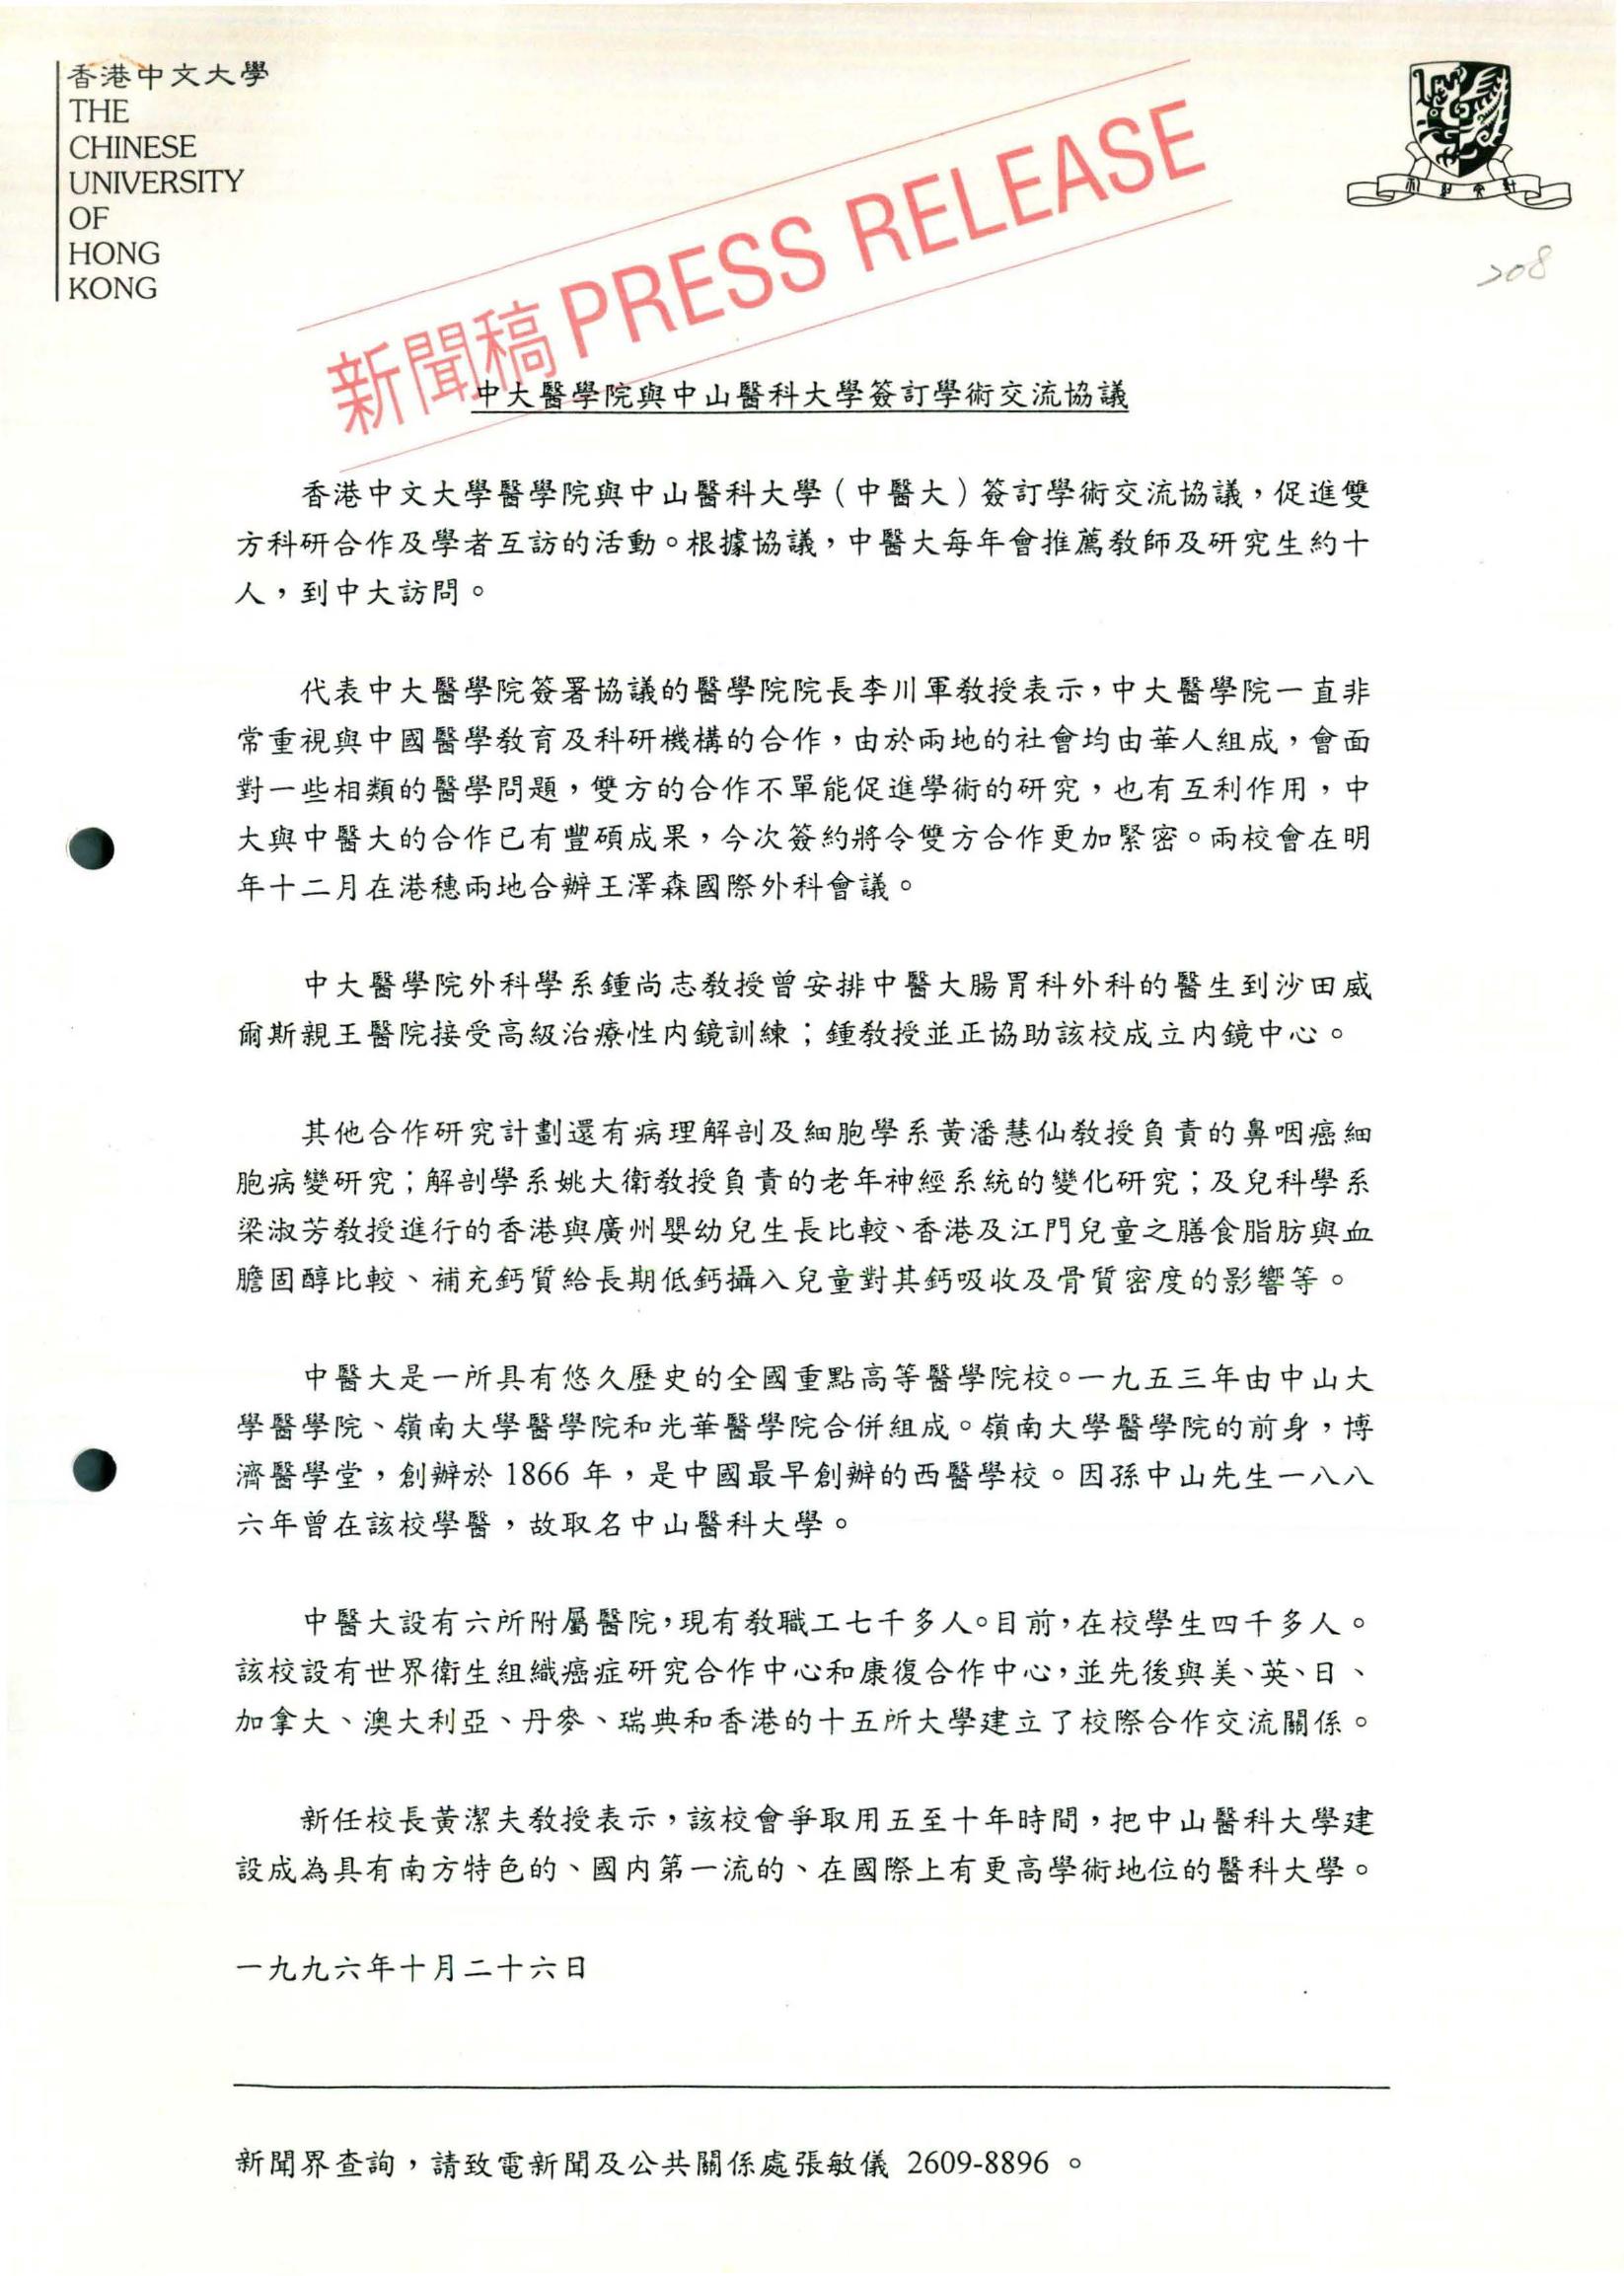 香港中文大學
THE
CHINESE
UNIVERSITY
OF
HONG
KONG
新聞稿 PRESS RELEASE
208
中大醫學院與中山醫科大學簽訂學術交流協議
香港中文大學醫學院與中山醫科大學（中醫大）簽訂學術交流協議，促進雙
方科研合作及學者互訪的活動。根據協議，中醫大每年會推薦教師及研究生約十
人，到中大訪問。
代表中大醫學院簽署協議的醫學院院長李川軍教授表示，中大醫學院一直非
常重視與中國醫學教育及科研機構的合作，由於兩地的社會均由華人組成，會面
對一些相類的醫學問題，雙方的合作不單能促進學術的研究，也有互利作用，中
大與中醫大的合作已有豐碩成果，今次簽約將令雙方合作更加緊密。兩校會在明
年十二月在港穗兩地合辦王澤森國際外科會議。
中大醫學院外科學系鍾尚志教授曾安排中醫大腸胃科外科的醫生到沙田威
爾斯親王醫院接受高級治療性內鏡訓練；鍾教授並正協助該校成立內鏡中心。
其他合作研究計劃還有病理解剖及細胞學系黃潘慧仙教授負責的鼻咽癌細
胞病變研究；解剖學系姚大衛教授負責的老年神經系統的變化研究；及兒科學系
梁淑芳教授進行的香港與廣州嬰幼兒生長比較、香港及江門兒童之膳食脂肪與血
膽固醇比較、補充鈣質給長期低鈣攝入兒童對其鈣吸收及骨質密度的影響等。
中醫大是一所具有悠久歷史的全國重點高等醫學院校。一九五三年由中山大
學醫學院、嶺南大學醫學院和光華醫學院合併組成。嶺南大學醫學院的前身，博
濟醫學堂，創辦於 1866 年，是中國最早創辦的西醫學校。因孫中山先生一八八
六年曾在該校學醫，故取名中山醫科大學。
中醫大設有六所附屬醫院，現有教職工七千多人。目前，在校學生四千多人。
該校設有世界衛生組織癌症研究合作中心和康復合作中心，並先後與美、英、日、
加拿大、澳大利亞、丹麥、瑞典和香港的十五所大學建立了校際合作交流關係。
新任校長黃潔夫教授表示，該校會爭取用五至十年時間，把中山醫科大學建
設成為具有南方特色的、國內第一流的、在國際上有更高學術地位的醫科大學。
一九九六年十月二十六日
新聞界查詢，請致電新聞及公共關係處張敏儀 2609-8896 。